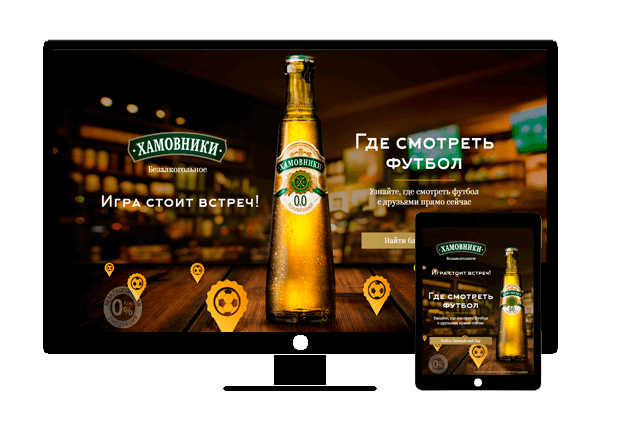 ХАМОВНИКИ
Безалкогольное
Игра стоит встреч!
ХАМОВНИКИ
0.0
Где смотреть
футбол
Узнайте, где смотреть футбол
с друзьями прямо сейчас
Найти
0%
ХАМОВНИКИ
Безалкогольное
Игра стоит встреч!
Где смотреть
футбол
Узнайте, где смотреть футбол
с друзьями прямо сейчас
Найти ближайший бар
0%